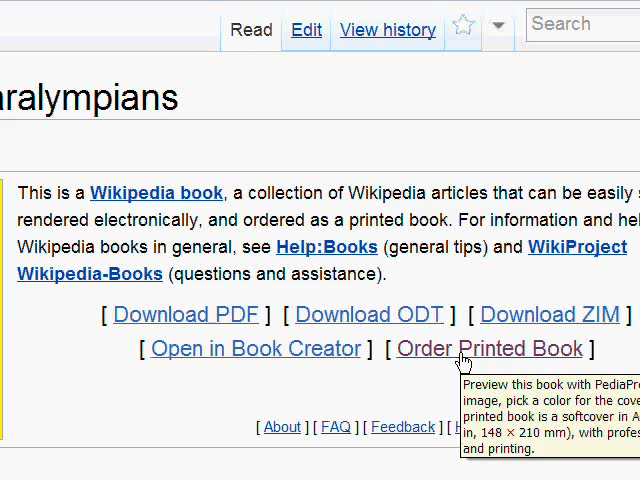 Read Edit View history Search
aralympians
This is a Wikipedia book, a collection of Wikipedia articles that can be easily
rendered electronically, and ordered as a printed book. For information and
Wikipedia books in general, see Help:Books (general tips) and WikiProject
Wikipedia-Books (questions and assistance).
[ Download PDF ] [ Download ODT ] [ Download ZIM ]
[ Open in Book Creator ] [ Order Printed Book ]
Preview this book with PediaPre
image, pick a color for the cove
printed book is a softcover in A
[ About ] [ FAQ ] [ Feedback ] [
in, 148 × 210 mm), with profes
and printing.